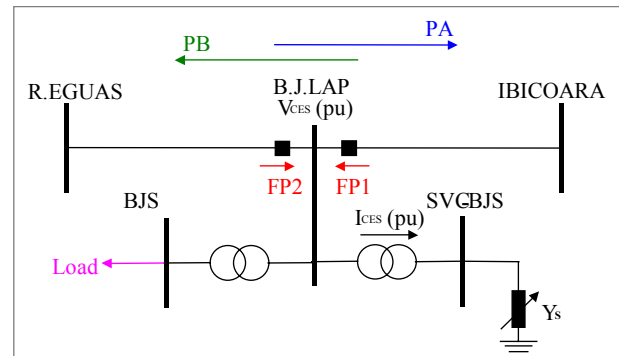 PB
PA
R.EGUAS
B.J.LAP
IBICOARA
VCES (pu)
FP2
FP1
BJS
SVC-BJS
ICES (pu)
Load
Ys